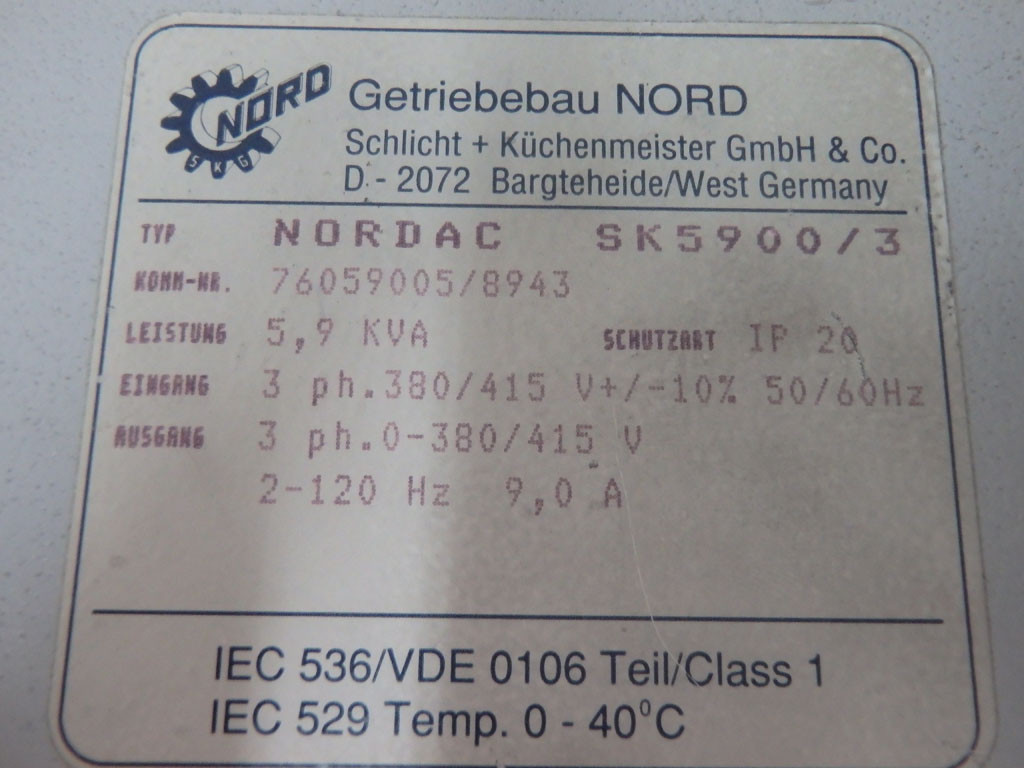 NORD
SKG
Getriebebau NORD
Schlicht + Küchenmeister GmbH & Co.
D - 2072 Bargteheide/West Germany
TYP NORDAC SK5900/3
KOMM-NR. 76059005/8943
LEISTUNG 5,9 KVA SCHUTZART IP 20
EINGANG 3 ph.380/415 V+/-10% 50/60Hz
AUSGANG 3 ph.0-380/415 V
2-120 Hz 9,0 A
IEC 536/VDE 0106 Teil/Class 1
IEC 529 Temp. 0 - 40°C